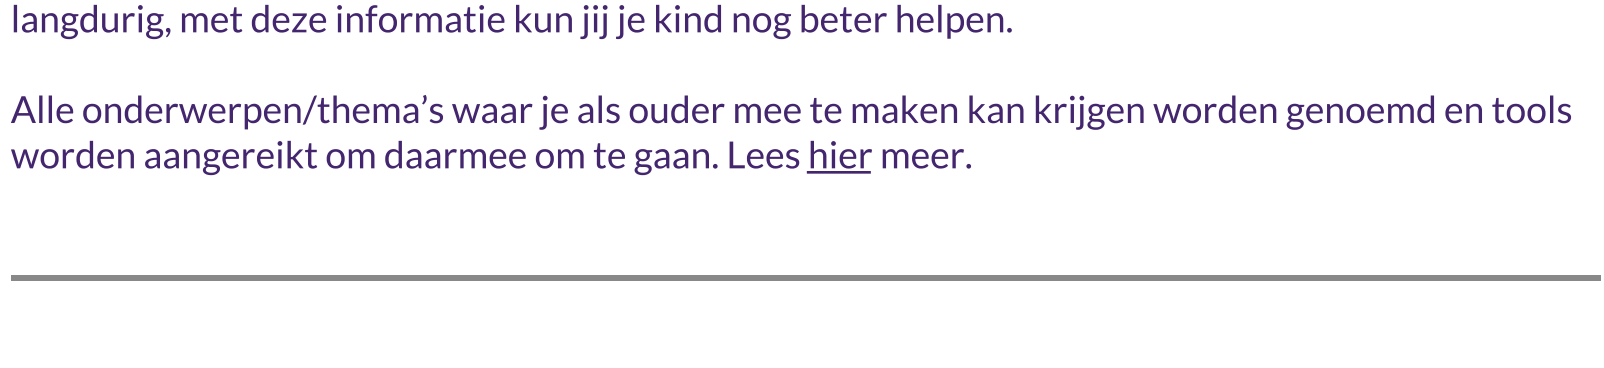 langdurig, met deze informatie kun jij je kind nog beter helpen.
Alle onderwerpen/thema’s waar je als ouder mee te maken kan krijgen worden genoemd en tools
worden aangereikt om daarmee om te gaan. Lees hier meer.